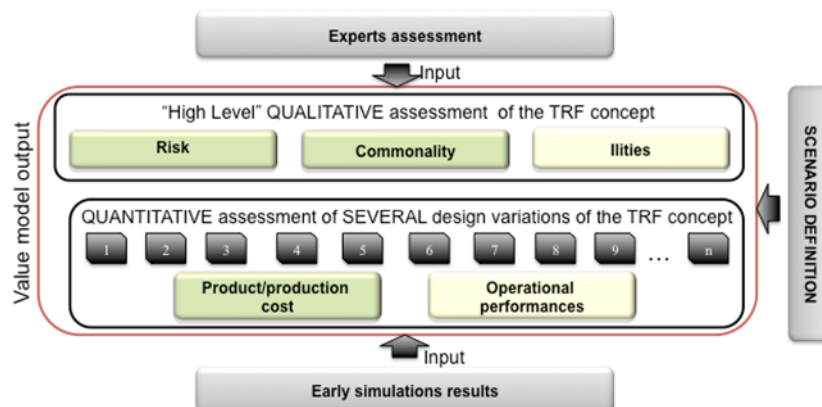 Experts assessment
Input
"High Level" QUALITATIVE assessment of the TRF concept
Risk
Commonality
Ilities
QUANTITATIVE assessment of SEVERAL design variations of the TRF concept
1 2 3 4 5 6 7 8 9 ... n
Product/production
cost
Operational
performances
Input
Early simulations results
Value model output
SCENARIO DEFINITION